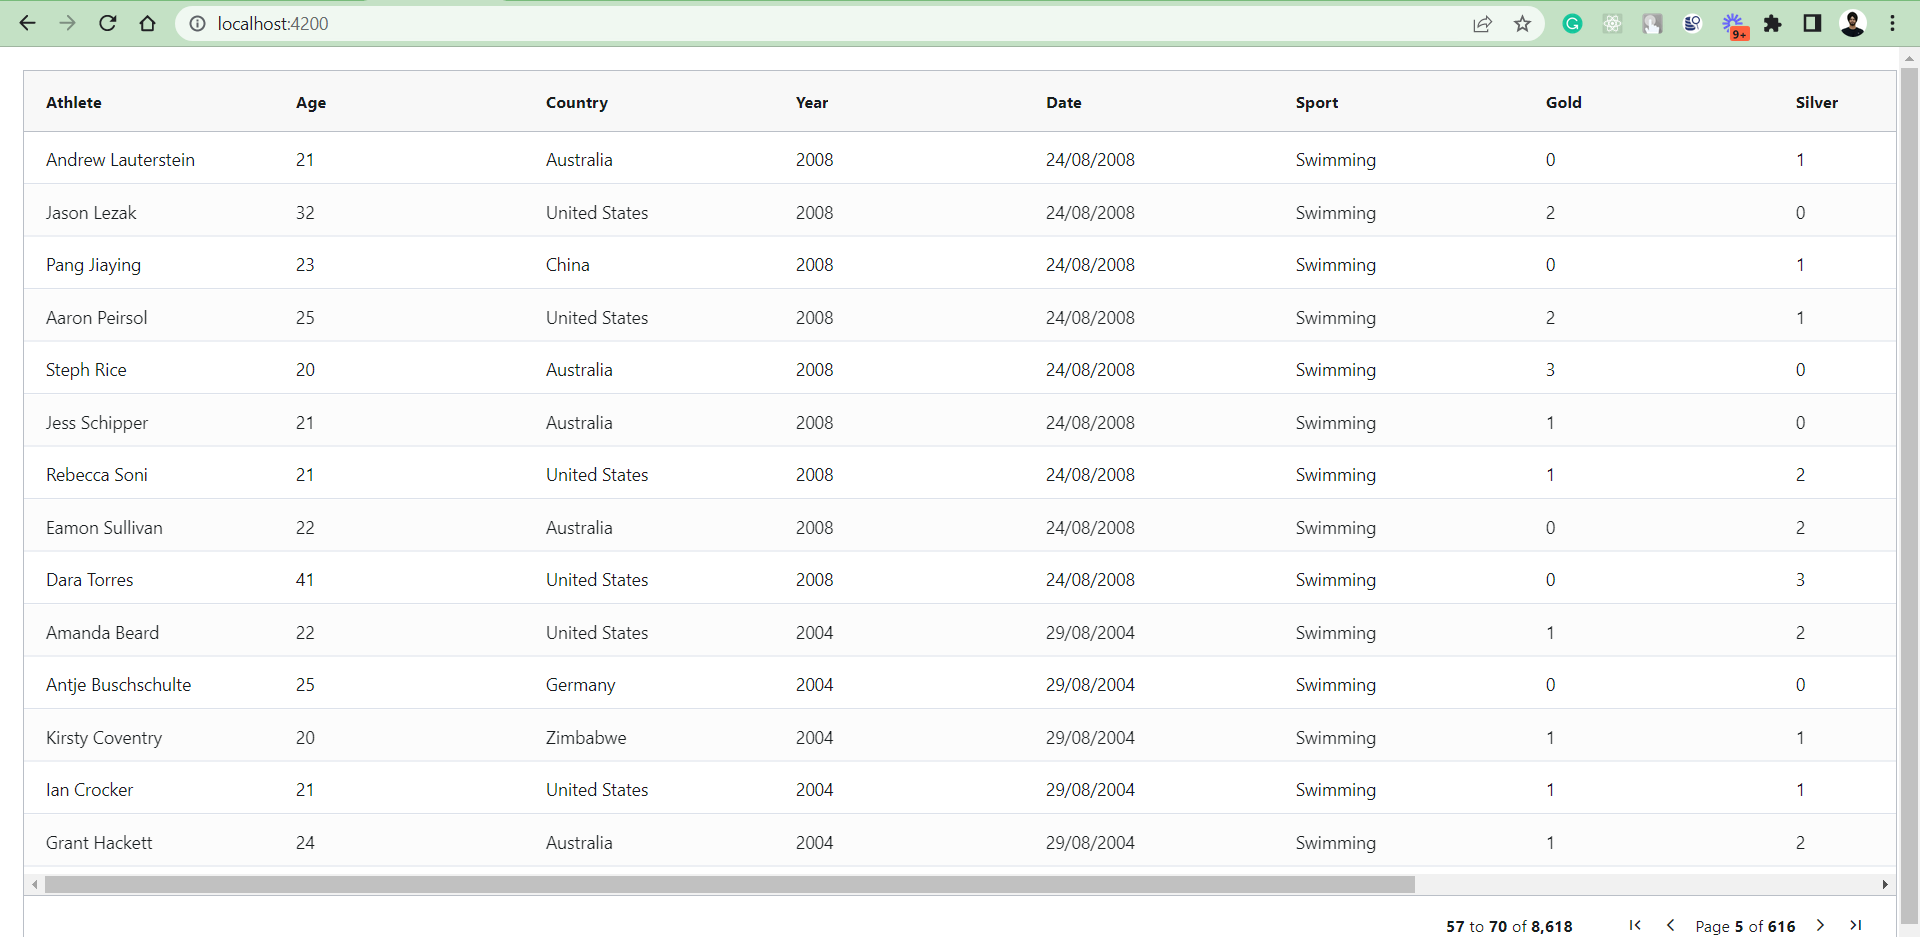 localhost:4200
9+
Athlete Age Country Year Date Sport Gold Silver
Andrew Lauterstein 21 Australia 2008 24/08/2008 Swimming 0 1
Jason Lezak 32 United States 2008 24/08/2008 Swimming 2 0
Pang Jiaying 23 China 2008 24/08/2008 Swimming 0 1
Aaron Peirsol 25 United States 2008 24/08/2008 Swimming 2 1
Steph Rice 20 Australia 2008 24/08/2008 Swimming 3 0
Jess Schipper 21 Australia 2008 24/08/2008 Swimming 1 0
Rebecca Soni 21 United States 2008 24/08/2008 Swimming 1 2
Eamon Sullivan 22 Australia 2008 24/08/2008 Swimming 0 2
Dara Torres 41 United States 2008 24/08/2008 Swimming 0 3
Amanda Beard 22 United States 2004 29/08/2004 Swimming 1 2
Antje Buschschulte 25 Germany 2004 29/08/2004 Swimming 0 0
Kirsty Coventry 20 Zimbabwe 2004 29/08/2004 Swimming 1 1
Ian Crocker 21 United States 2004 29/08/2004 Swimming 1 1
Grant Hackett 24 Australia 2004 29/08/2004 Swimming 1 2
57 to 70 of 8,618 Page 5 of 616